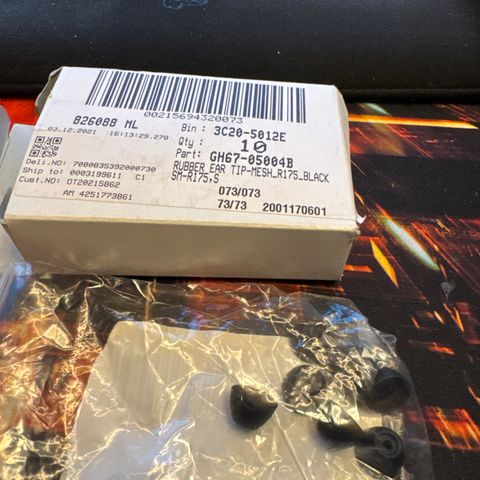 00215694320073
826088 ML
Bin : 3C20-5012E
03.12.2021 16:13:29.278
Qty : 10
Part: GH67-05004B
Deli.NO: 7000035392000730
RUBBER EAR TIP-MESH_R175_BLACK
Ship to: 0003199611 C1
SM-R175,S
Cust.NO: OT20215862
073/073
AM 4251773861
73/73 2001170601